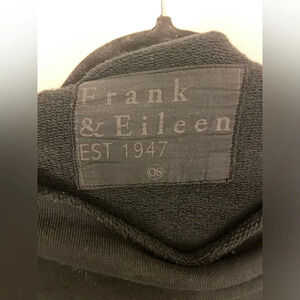 Frank
& Eileen
EST 1947
OS